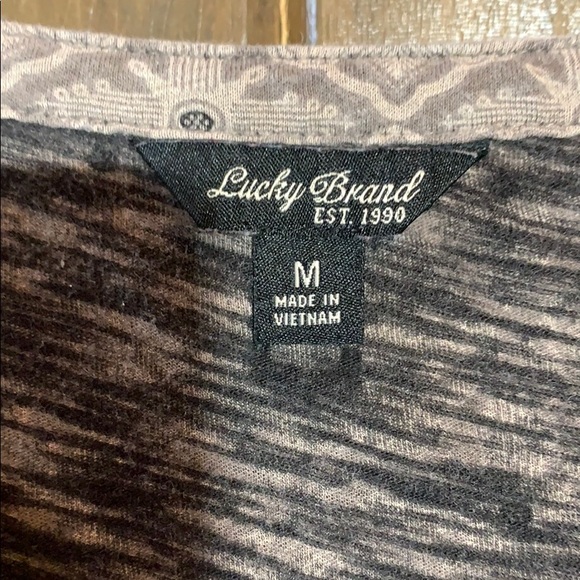 Lucky Brand
EST. 1990
M
MADE IN
VIETNAM